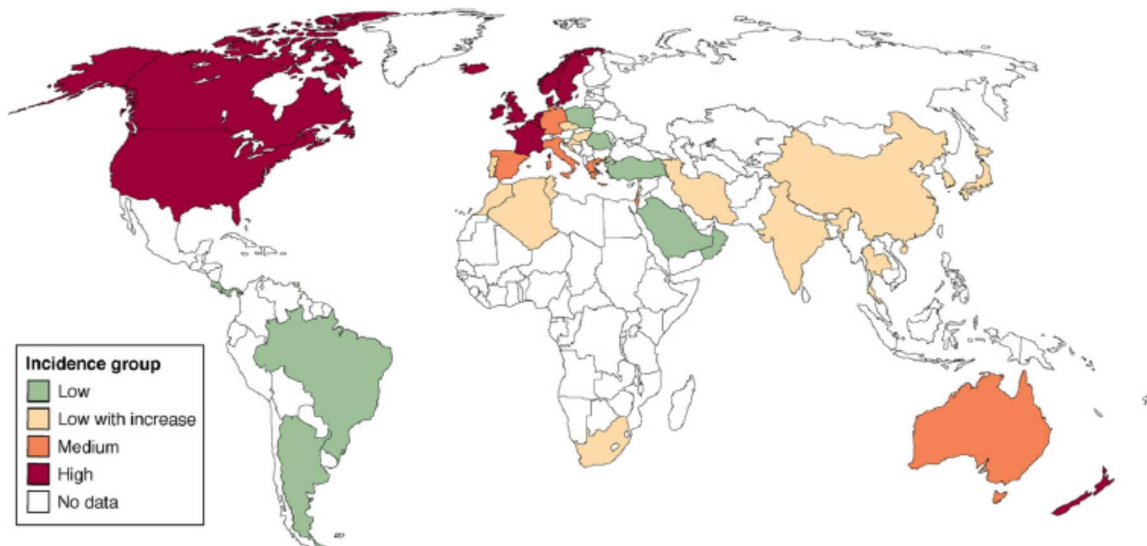 Incidence group
Low
Low with increase
Medium
High
No data